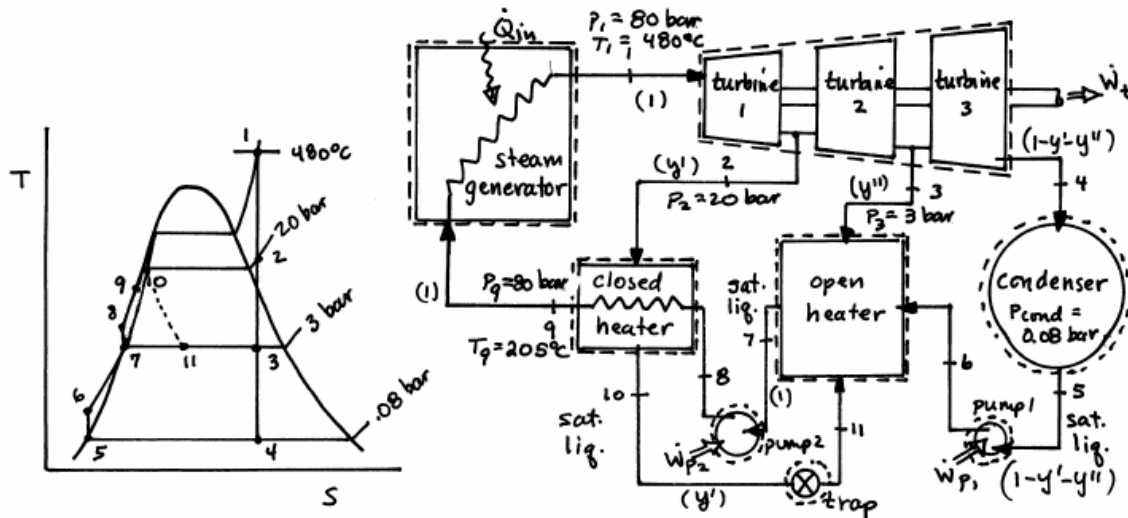 T
1
480°C
20 bar
2
9
10
8
3 bar
7
11
3
6
.08 bar
5
4
S
Q̇in
steam
generator
P₁ = 80 bar
T₁ = 480°C
1
(1)
turbine
1
turbine
2
turbine
3
Ẇt
(y')
2
P₂ = 20 bar
(y'')
3
P₃ = 3 bar
(1-y'-y'')
4
condenser
Pcond =
0.08 bar
(1)
P₉ = 80 bar
9
T₉ = 205°C
closed
heater
sat.
liq.
7
open
heater
8
(1)
10
sat.
liq.
pump2
Ẇp₂
(y')
trap
11
6
5
pump1
Ẇp₁
sat.
liq.
(1-y'-y'')